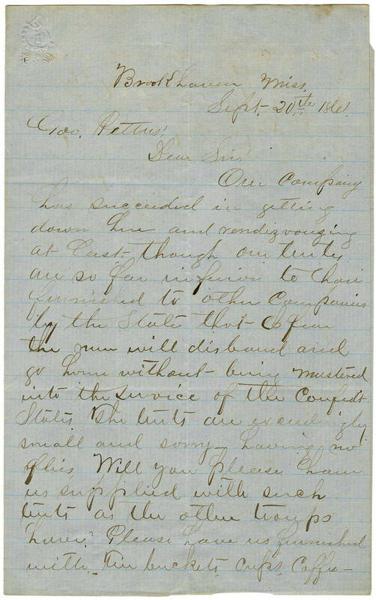 Brookhaven Miss.
Sept. 20th 1861.
Gov. Pettus!
Dear Sir!
Our Company
has succeeded in getting
down here and rendezvousing
at last though our tents
are so far inferior to those
furnished to other Companies
by the State that I fear
the men will disband and
go home without being mustered
into the service of the Confedt
States. The tents are exceedingly
small and sorry having no
flies. Will you please have
us supplied with such
tents as the other troops
have? Please have us furnished
with Tin buckets cups. Coffee